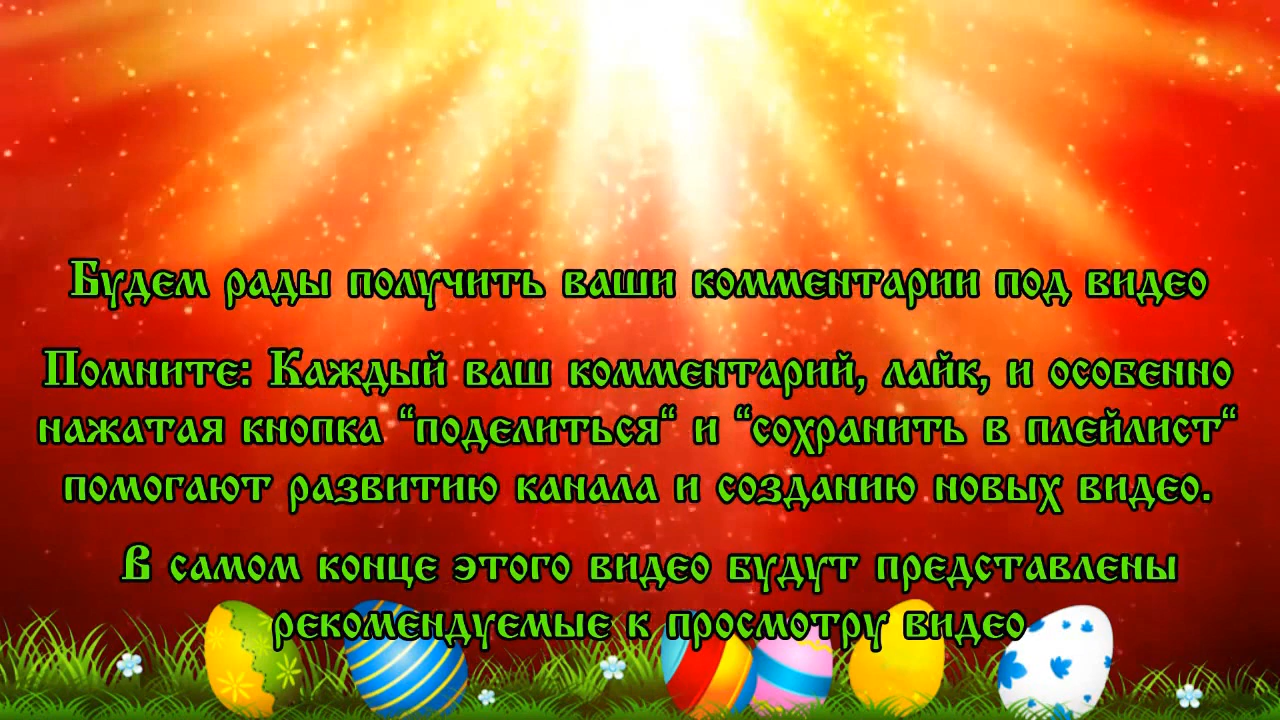 Будем рады получить ваши комментарии под видео
Помните: Каждый ваш комментарий, лайк, и особенно
нажатая кнопка “поделиться“ и “сохранить в плейлист“
помогают развитию канала и созданию новых видео.
В самом конце этого видео будут представлены
рекомендуемые к просмотру видео